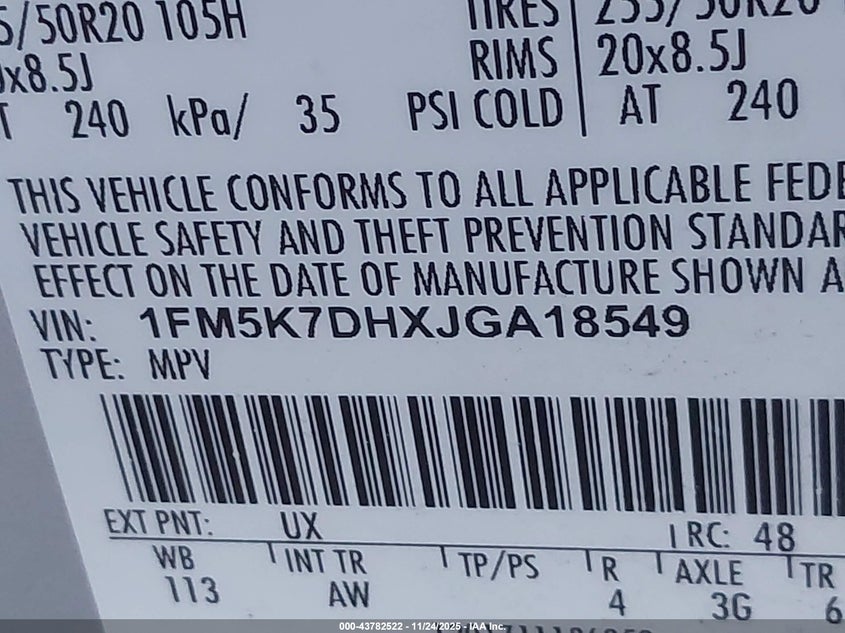 5/50R20 105H TIRES 255/50R20
0x8.5J RIMS 20x8.5J
T 240 kPa/ 35 PSI COLD AT 240
THIS VEHICLE CONFORMS TO ALL APPLICABLE FEDE
VEHICLE SAFETY AND THEFT PREVENTION STANDAR
EFFECT ON THE DATE OF MANUFACTURE SHOWN A
VIN: 1FM5K7DHXJGA18549
TYPE: MPV
EXT PNT: UX RC: 48
WB INT TR TP/PS R AXLE TR
113 AW 4 3G 6
000-43782522 - 11/24/2025 - IAA Inc.